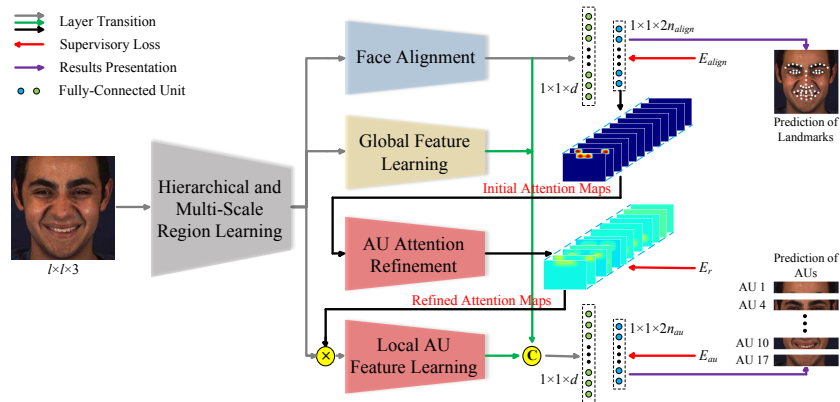 Layer Transition
Supervisory Loss
Results Presentation
Fully-Connected Unit
l×l×3
Hierarchical and
Multi-Scale
Region Learning
Face Alignment
Global Feature
Learning
AU Attention
Refinement
Local AU
Feature Learning
1×1×d
1×1×2n_align
E_align
Prediction of
Landmarks
Initial Attention Maps
E_r
Refined Attention Maps
×
C
1×1×d
1×1×2n_au
E_au
Prediction of
AUs
AU 1
AU 4
AU 10
AU 17